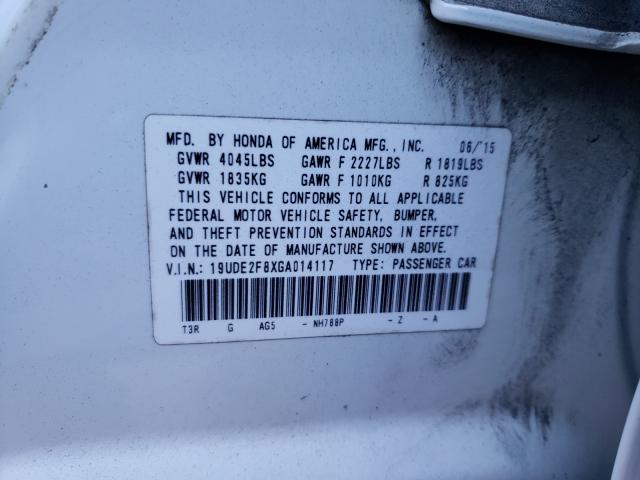 MFD. BY HONDA OF AMERICA MFG., INC. 06/'15
GVWR 4045LBS GAWR F 2227LBS R 1819LBS
GVWR 1835KG GAWR F 1010KG R 825KG
THIS VEHICLE CONFORMS TO ALL APPLICABLE
FEDERAL MOTOR VEHICLE SAFETY, BUMPER,
AND THEFT PREVENTION STANDARDS IN EFFECT
ON THE DATE OF MANUFACTURE SHOWN ABOVE.
V.I.N.: 19UDE2F8XGA014117 TYPE: PASSENGER CAR
T3R G AG5 - NH788P - Z - A